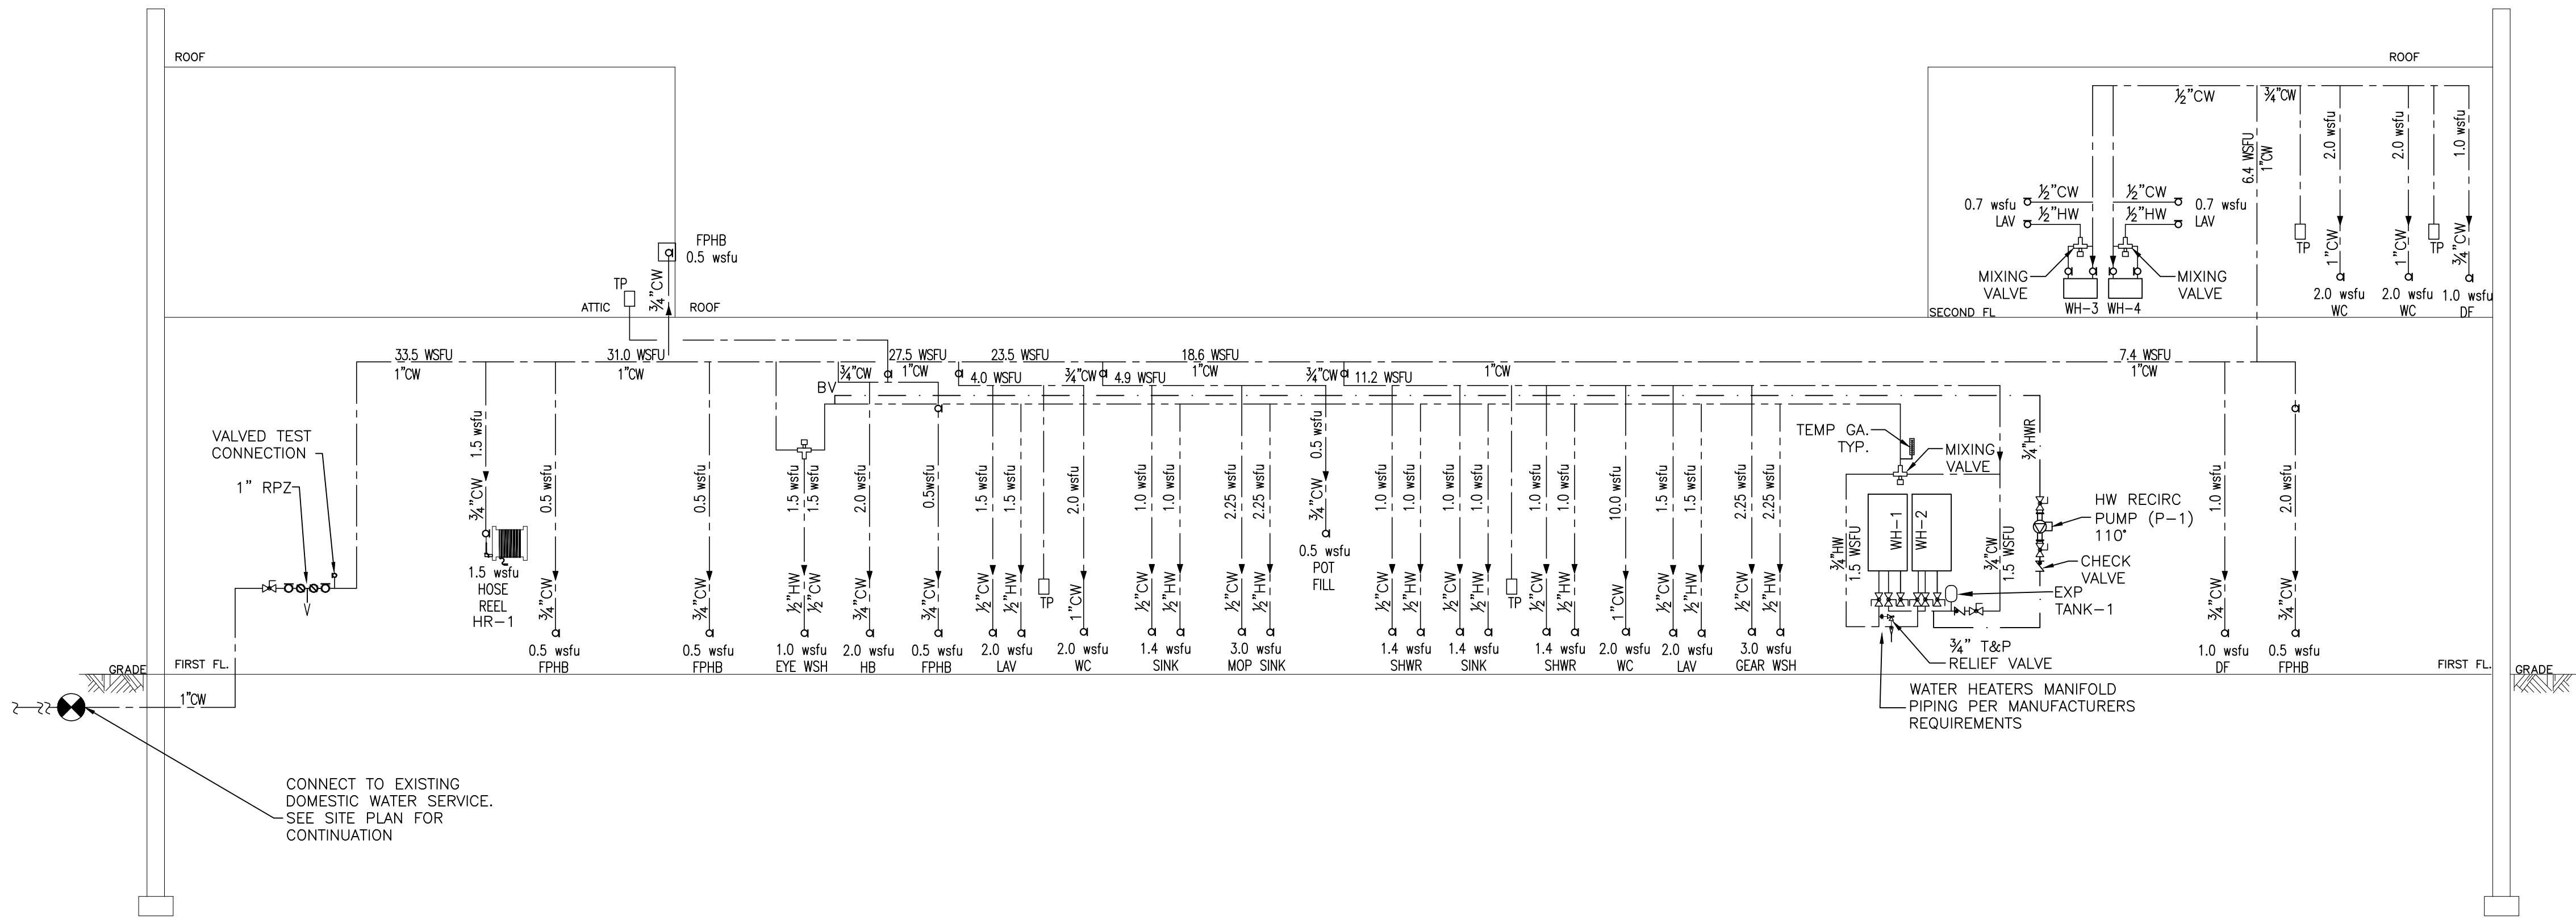 ROOF
ROOF
½"CW
¾"CW
6.4 WSFU
1"CW
2.0 wsfu
2.0 wsfu
1.0 wsfu
0.7 wsfu
LAV
½"CW
½"HW
½"CW
½"HW
0.7 wsfu
LAV
TP
1"CW
1"CW
TP
¾"CW
MIXING
VALVE
MIXING
VALVE
WH-3
WH-4
2.0 wsfu
WC
2.0 wsfu
WC
1.0 wsfu
DF
SECOND FL
FPHB
0.5 wsfu
TP
¾"CW
ATTIC
ROOF
33.5 WSFU
1"CW
31.0 WSFU
1"CW
27.5 WSFU
1"CW
23.5 WSFU
18.6 WSFU
1"CW
1"CW
7.4 WSFU
1"CW
¾"CW
BV
4.0 WSFU
¾"CW
4.9 WSFU
¾"CW
11.2 WSFU
VALVED TEST
CONNECTION
1" RPZ
1.5 wsfu
¾"CW
1.5 wsfu
HOSE
REEL
HR-1
0.5 wsfu
¾"CW
0.5 wsfu
FPHB
0.5 wsfu
¾"CW
0.5 wsfu
FPHB
1.5 wsfu
1.5 wsfu
½"HW
½"CW
1.0 wsfu
EYE WSH
2.0 wsfu
¾"CW
2.0 wsfu
HB
0.5wsfu
¾"CW
0.5 wsfu
FPHB
1.5 wsfu
1.5 wsfu
½"CW
½"HW
2.0 wsfu
LAV
TP
2.0 wsfu
1"CW
2.0 wsfu
WC
1.0 wsfu
1.0 wsfu
½"CW
½"HW
1.4 wsfu
SINK
2.25 wsfu
2.25 wsfu
½"CW
½"HW
3.0 wsfu
MOP SINK
0.5 wsfu
¾"CW
0.5 wsfu
POT
FILL
1.0 wsfu
1.0 wsfu
½"CW
½"HW
1.4 wsfu
SHWR
1.0 wsfu
1.0 wsfu
½"CW
½"HW
1.4 wsfu
SINK
TP
1.0 wsfu
1.0 wsfu
½"CW
½"HW
1.4 wsfu
SHWR
10.0 wsfu
1"CW
2.0 wsfu
WC
1.5 wsfu
1.5 wsfu
½"CW
½"HW
2.0 wsfu
LAV
2.25 wsfu
2.25 wsfu
½"CW
½"HW
3.0 wsfu
GEAR WSH
TEMP GA.
TYP.
MIXING
VALVE
¾"HW
1.5 WSFU
WH-1
WH-2
¾"CW
1.5 WSFU
¾"HWR
HW RECIRC
PUMP (P-1)
110°
CHECK
VALVE
EXP
TANK-1
¾" T&P
RELIEF VALVE
WATER HEATERS MANIFOLD
PIPING PER MANUFACTURERS
REQUIREMENTS
1.0 wsfu
¾"CW
1.0 wsfu
DF
2.0 wsfu
¾"CW
0.5 wsfu
FPHB
GRADE
FIRST FL.
FIRST FL.
GRADE
1"CW
CONNECT TO EXISTING
DOMESTIC WATER SERVICE.
SEE SITE PLAN FOR
CONTINUATION